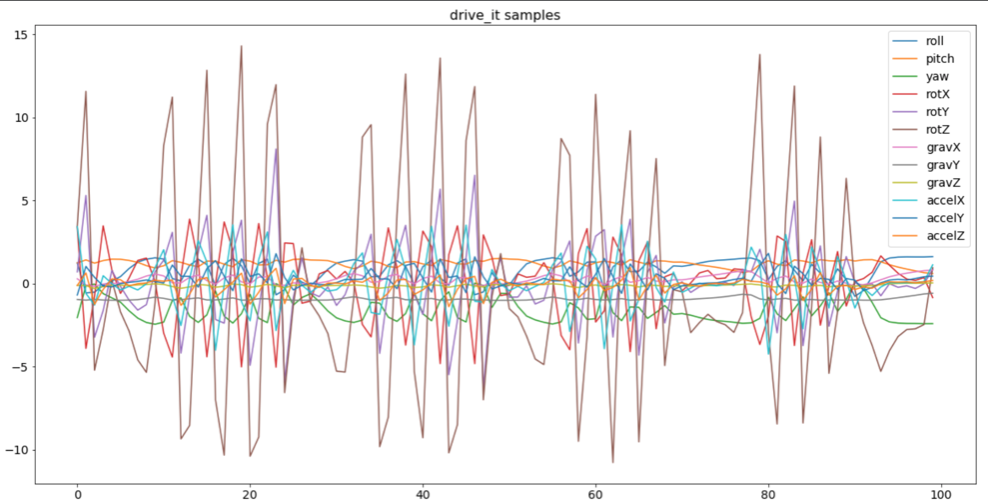 drive_it samples
15
10
5
0
−5
−10
0
20
40
60
80
100
roll
pitch
yaw
rotX
rotY
rotZ
gravX
gravY
gravZ
accelX
accelY
accelZ